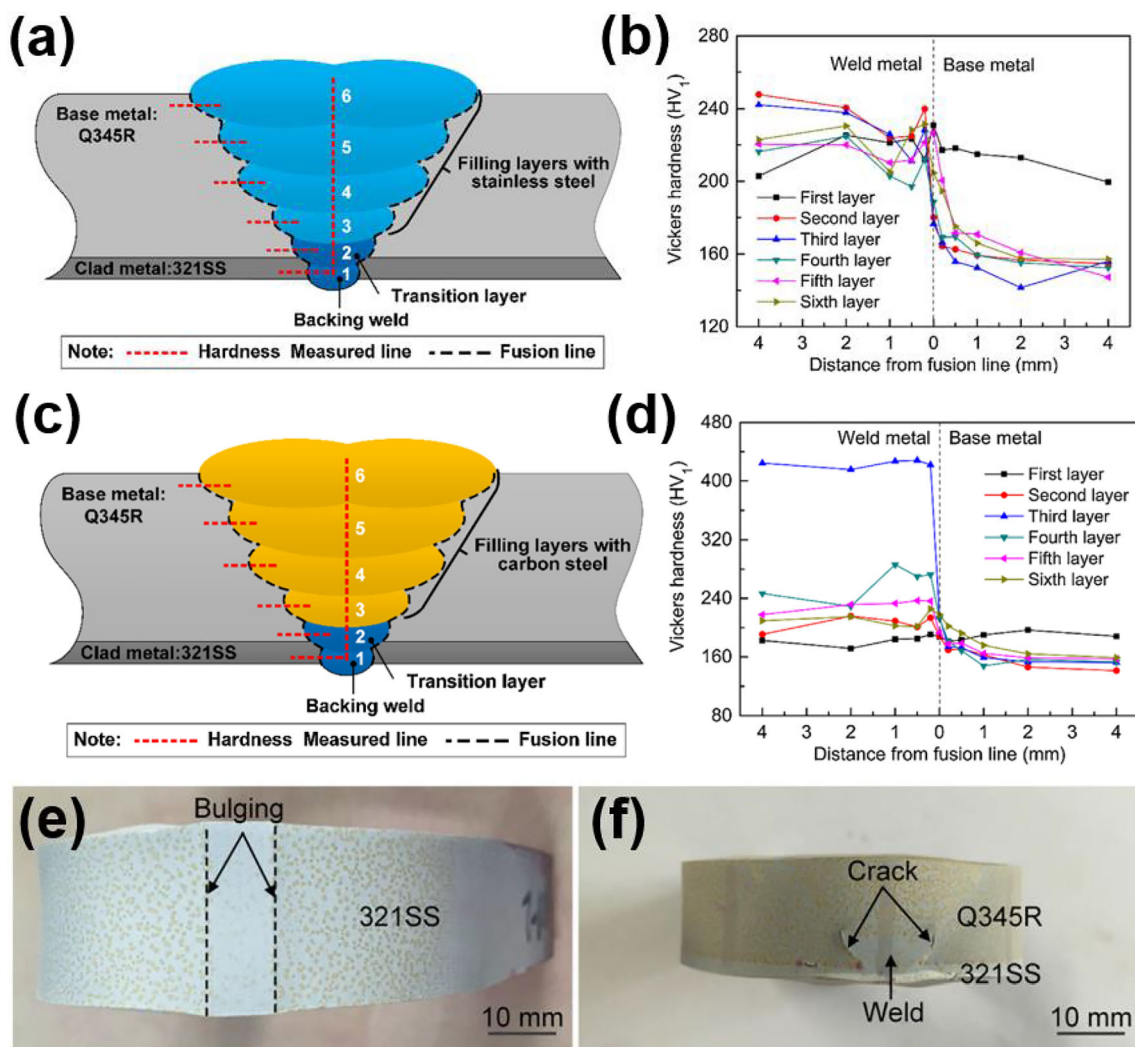 (a)
Base metal:
Q345R
6
5
4
3
2
1
Filling layers with
stainless steel
Clad metal:321SS
Transition layer
Backing weld
Note: Hardness Measured line Fusion line
(b)
280
240
200
160
120
Vickers hardness (HV1)
Weld metal
Base metal
First layer
Second layer
Third layer
Fourth layer
Fifth layer
Sixth layer
4 3 2 1 0 1 2 3 4
Distance from fusion line (mm)
(c)
Base metal:
Q345R
6
5
4
3
2
1
Filling layers with
carbon steel
Clad metal:321SS
Transition layer
Backing weld
Note: Hardness Measured line Fusion line
(d)
480
400
320
240
160
80
Vickers hardness (HV1)
Weld metal
Base metal
First layer
Second layer
Third layer
Fourth layer
Fifth layer
Sixth layer
4 3 2 1 0 1 2 3 4
Distance from fusion line (mm)
(e)
Bulging
321SS
10 mm
(f)
Crack
Q345R
321SS
Weld
10 mm